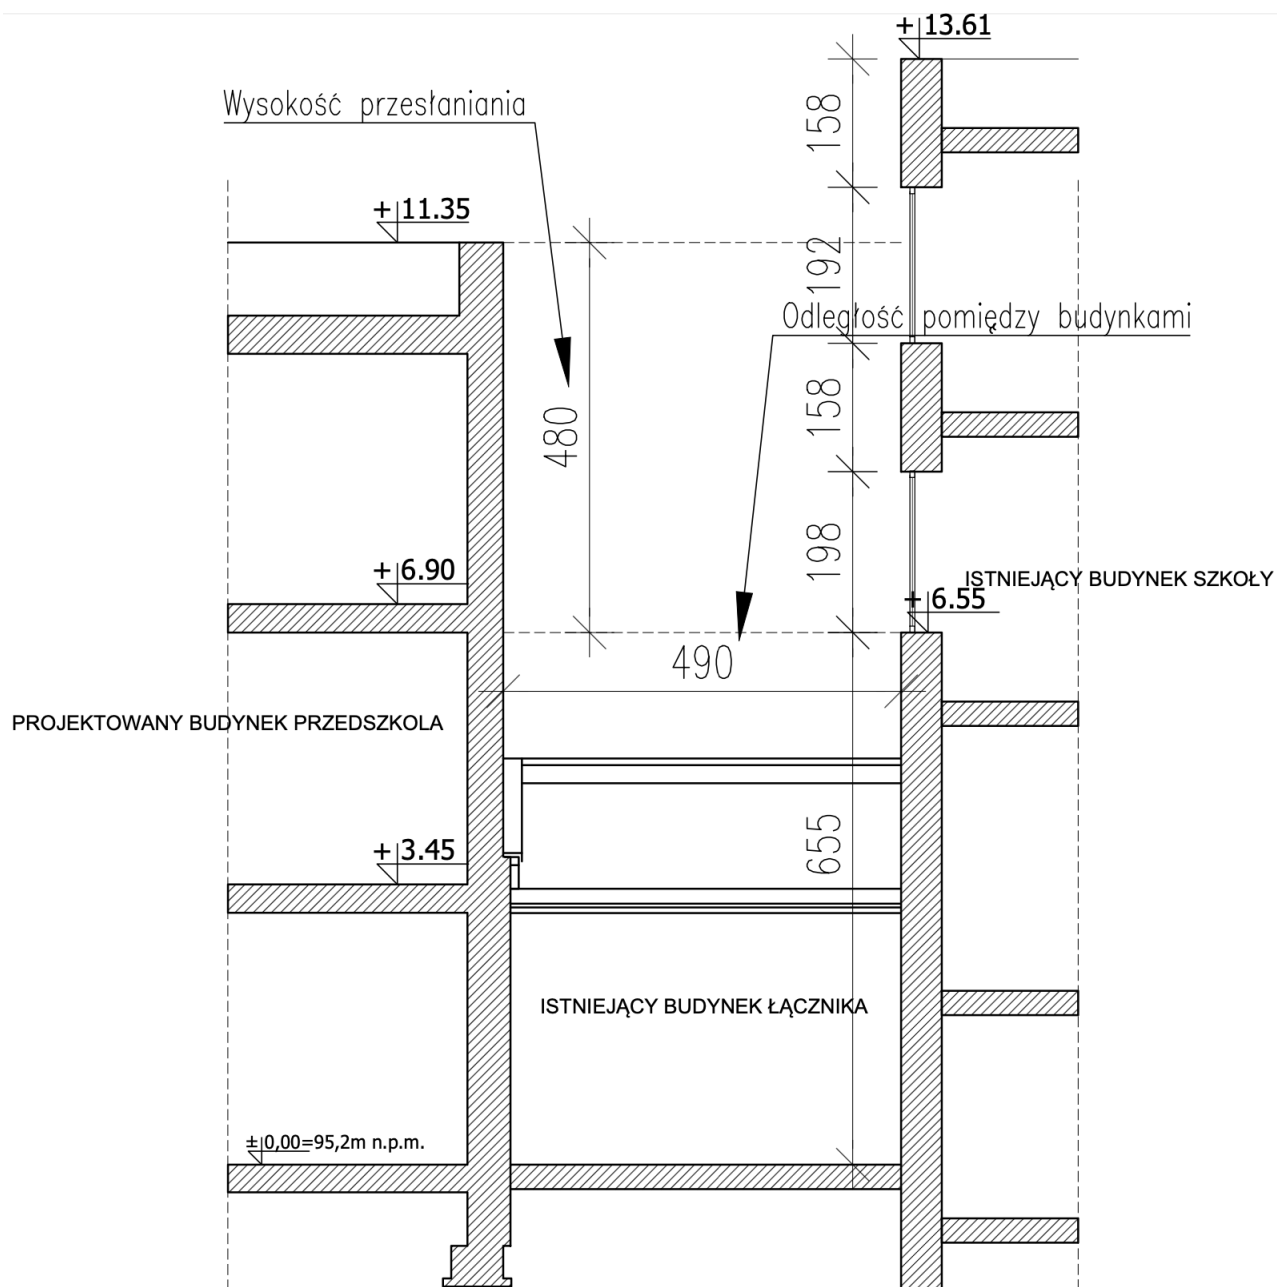 + 13.61
Wysokość przesłaniania
158
+ 11.35
192
Odległość pomiędzy budynkami
480
158
198
+ 6.90
ISTNIEJĄCY BUDYNEK SZKOŁY
+ 6.55
490
PROJEKTOWANY BUDYNEK PRZEDSZKOLA
+ 3.45
655
ISTNIEJĄCY BUDYNEK ŁĄCZNIKA
±0,00=95,2m n.p.m.